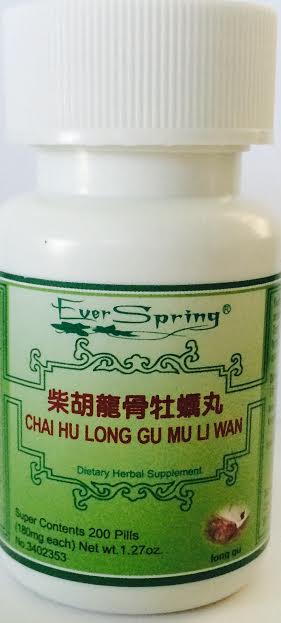 Ever Spring®
柴胡龍骨牡蠣丸
CHAI HU LONG GU MU LI WAN
Dietary Herbal Supplement
Super Contents 200 Pills
(180mg each) Net wt. 1.27oz.
No.3402353
long gu